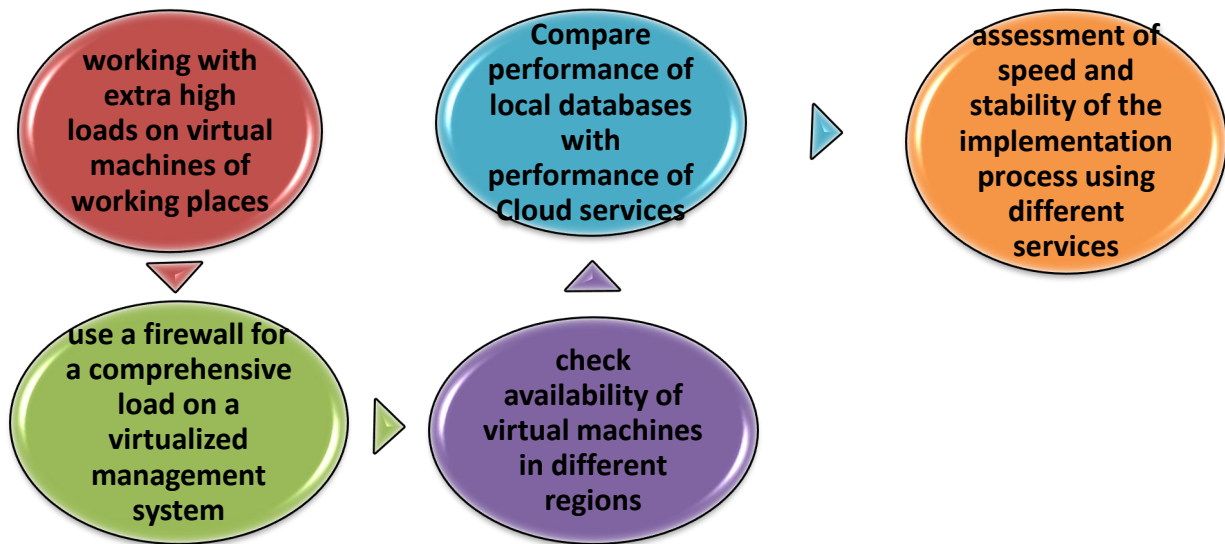 working with
extra high
loads on virtual
machines of
working places
use a firewall for
a comprehensive
load on a
virtualized
management
system
check
availability of
virtual machines
in different
regions
Compare
performance of
local databases
with
performance of
Cloud services
assessment of
speed and
stability of the
implementation
process using
different
services